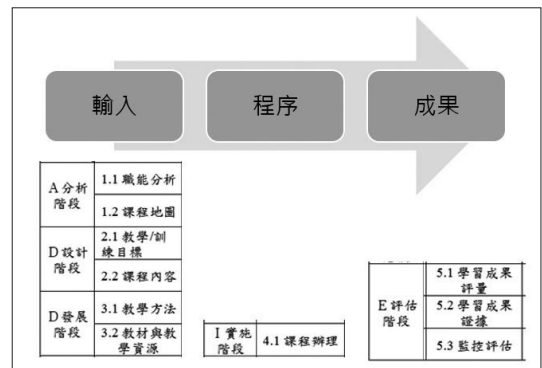 輸入
程序
成果
A分析
階段
1.1 職能分析
1.2 課程地圖
D設計
階段
2.1 教學/訓
練目標
2.2 課程內容
D發展
階段
3.1 教學方法
3.2 教材與教
學資源
I 實施
階段
4.1 課程辦理
E評估
階段
5.1 學習成果
評量
5.2 學習成果
證據
5.3 監控評估